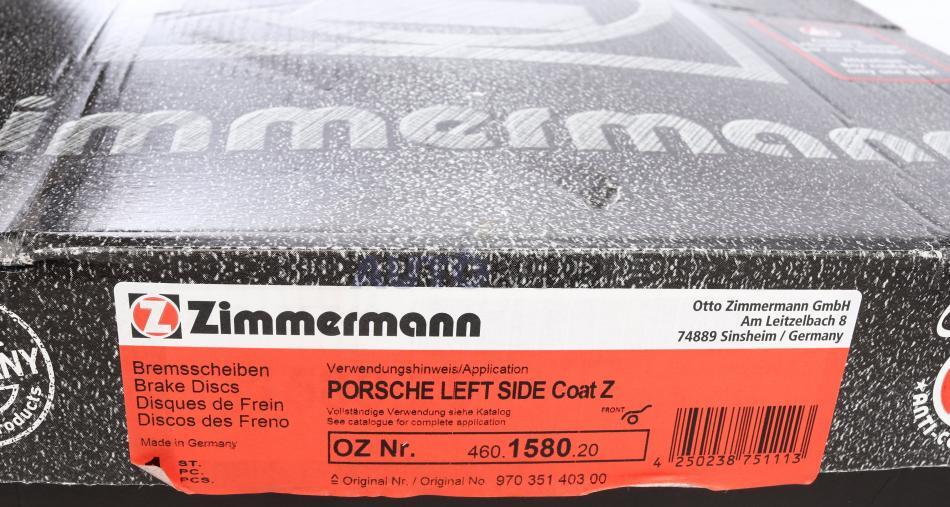 immermann
Zimmermann
Otto Zimmermann GmbH
Am Leitzelbach 8
74889 Sinsheim / Germany
Bremsscheiben
Brake Discs
Disques de Frein
Discos des Freno
Made in Germany
ST.
PC.
PCS.
Verwendungshinweis/Application
PORSCHE LEFT SIDE Coat Z
Vollständige Verwendung siehe Katalog
See catalogue for complete application
FRONT
OZ Nr. 460.1580.20
Original Nr. / Original No. 970 351 403 00
4 250238 751113